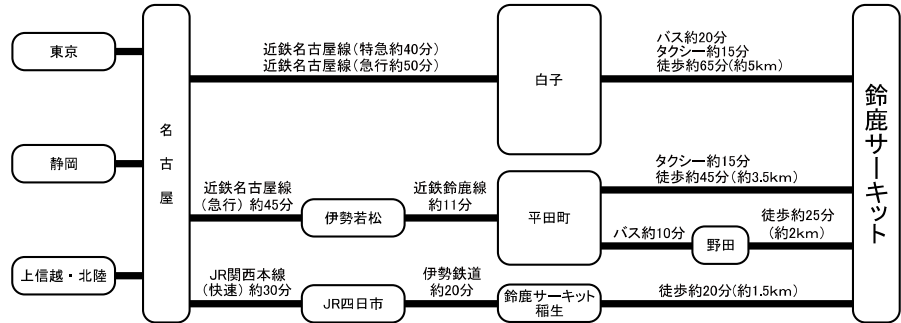 東京
静岡
上信越・北陸
名古屋
近鉄名古屋線(特急約40分)
近鉄名古屋線(急行約50分)
白子
バス約20分
タクシー約15分
徒歩約65分(約5km)
近鉄名古屋線
(急行) 約45分
伊勢若松
近鉄鈴鹿線
約11分
平田町
タクシー約15分
徒歩約45分(約3.5km)
バス約10分
野田
徒歩約25分
(約2km)
JR関西本線
(快速) 約30分
JR四日市
伊勢鉄道
約20分
鈴鹿サーキット
稲生
徒歩約20分(約1.5km)
鈴鹿サーキット